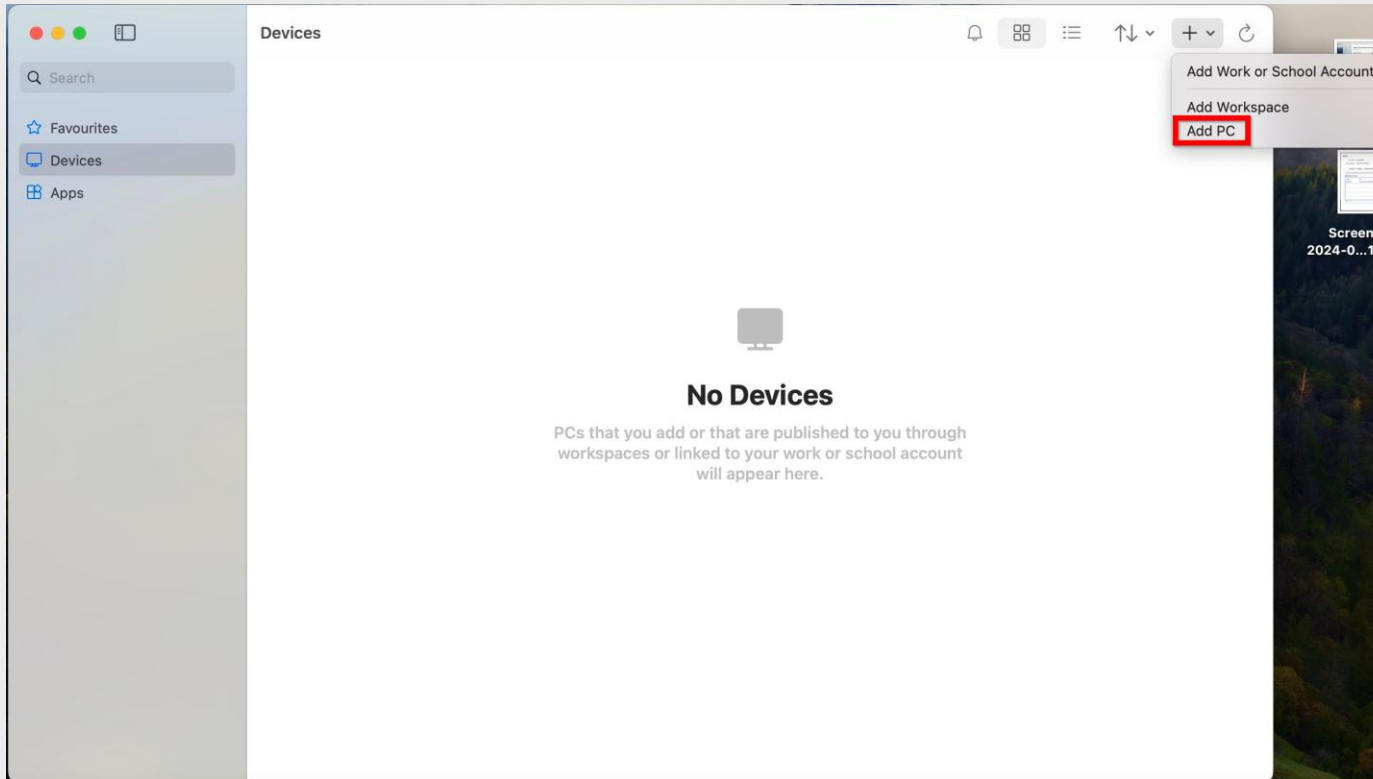 Devices
Search
Favourites
Devices
Apps
Add Work or School Account
Add Workspace
Add PC
No Devices
PCs that you add or that are published to you through
workspaces or linked to your work or school account
will appear here.
Screen
2024-0...1